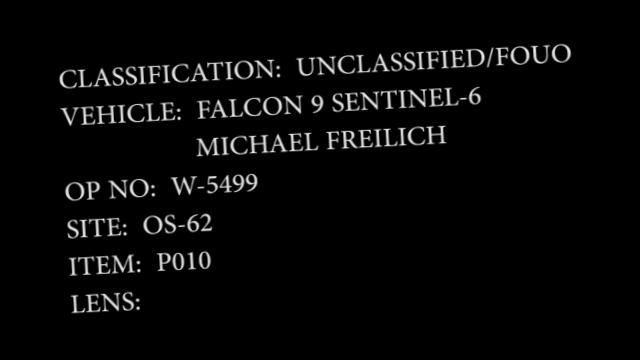 CLASSIFICATION: UNCLASSIFIED/FOUO
VEHICLE: FALCON 9 SENTINEL-6
MICHAEL FREILICH
OP NO: W-5499
SITE: OS-62
ITEM: P010
LENS: